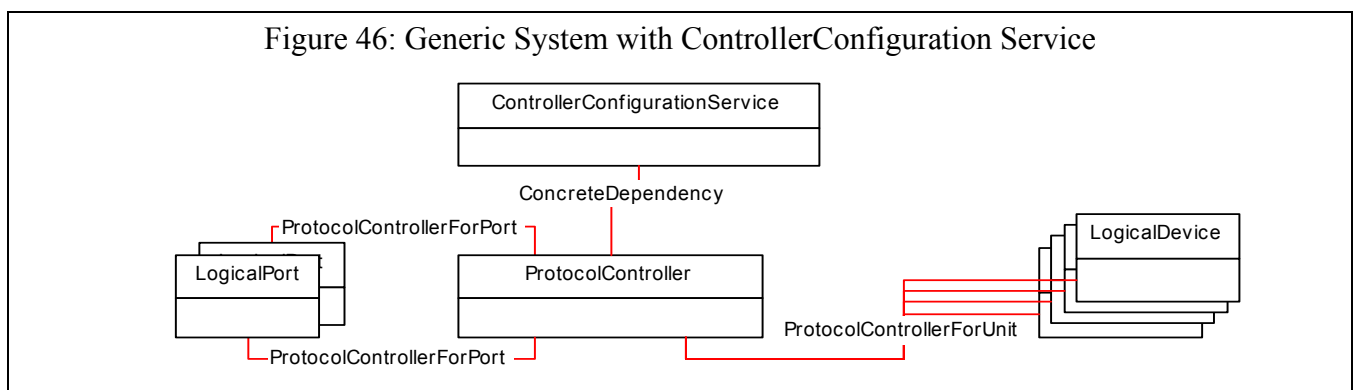 Figure 46: Generic System with ControllerConfiguration Service
ControllerConfigurationService
ConcreteDependency
ProtocolControllerForPort
LogicalDevice
LogicalPort
ProtocolController
ProtocolControllerForUnit
ProtocolControllerForPort